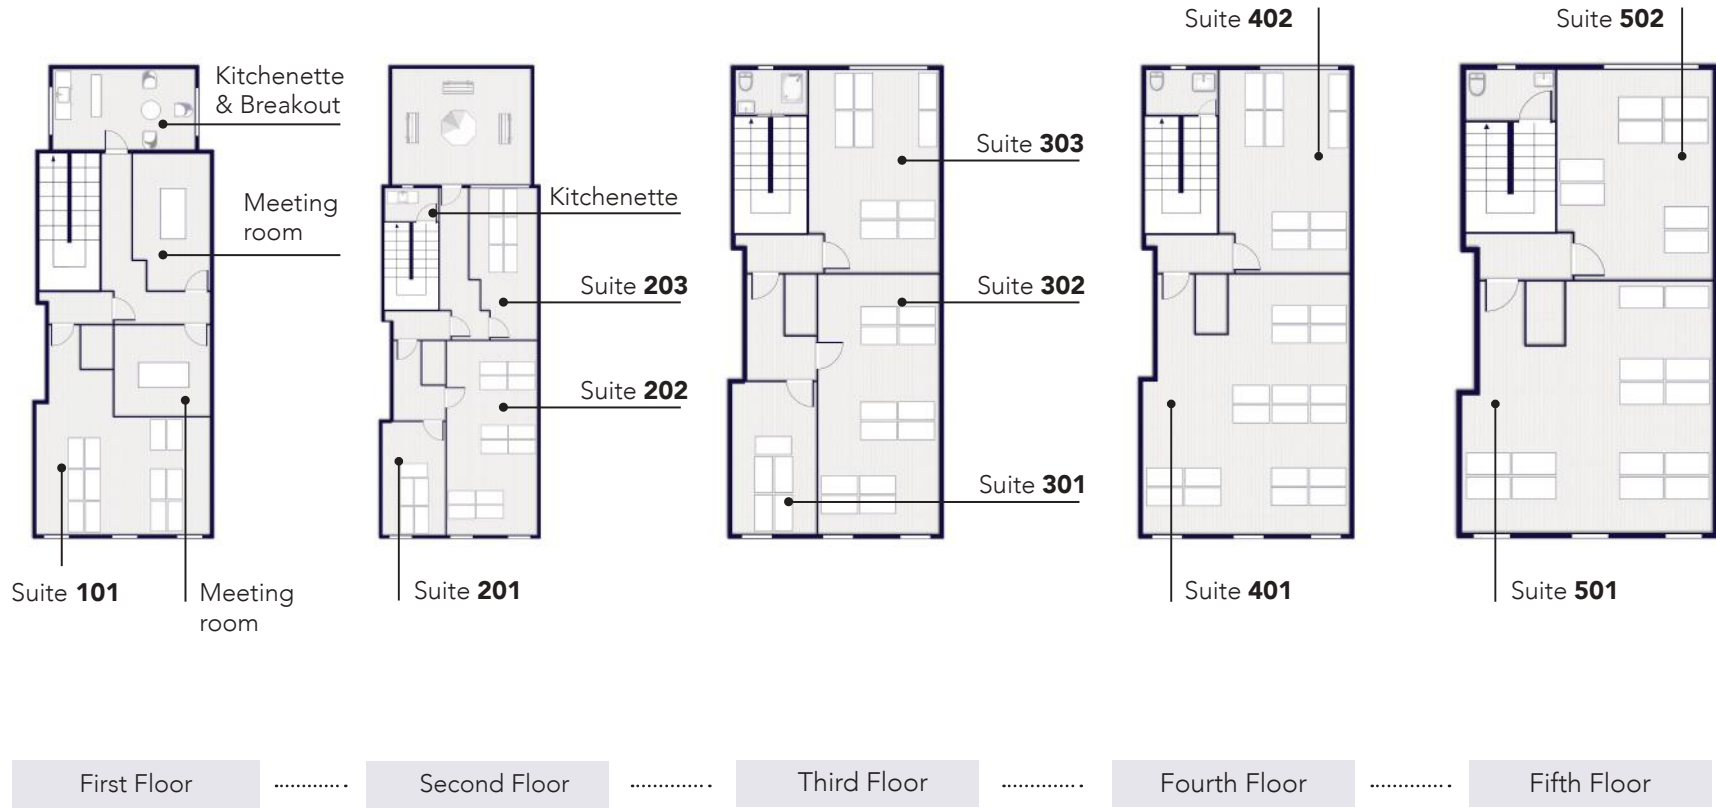 Suite 402
Suite 502
Kitchenette
& Breakout
Suite 303
Meeting
room
Kitchenette
Suite 203
Suite 302
Suite 202
Suite 301
Suite 101
Meeting
room
Suite 201
Suite 401
Suite 501
First Floor
Second Floor
Third Floor
Fourth Floor
Fifth Floor